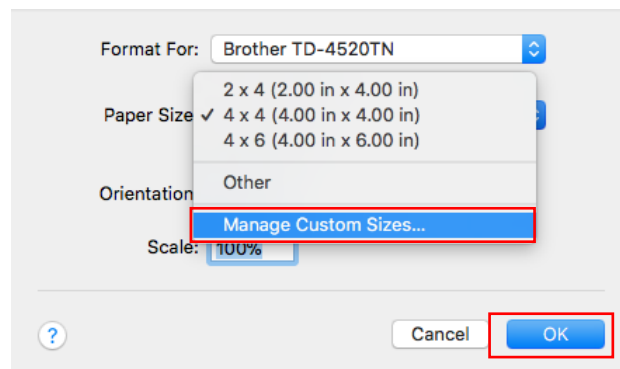 Format For: Brother TD-4520TN
2 x 4 (2.00 in x 4.00 in)
Paper Size ✓ 4 x 4 (4.00 in x 4.00 in)
4 x 6 (4.00 in x 6.00 in)
Other
Orientation
Manage Custom Sizes...
Scale: 100%
? Cancel OK